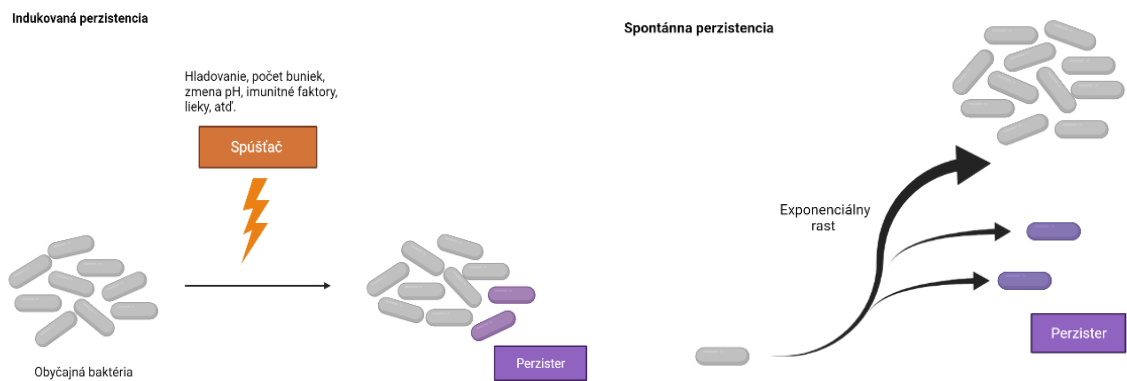 Indukovaná perzistencia
Hladovanie, počet buniek,
zmena pH, imunitné faktory,
lieky, atď.
Spúšťač
Obyčajná baktéria
Perzister
Spontánna perzistencia
Exponenciálny
rast
Perzister